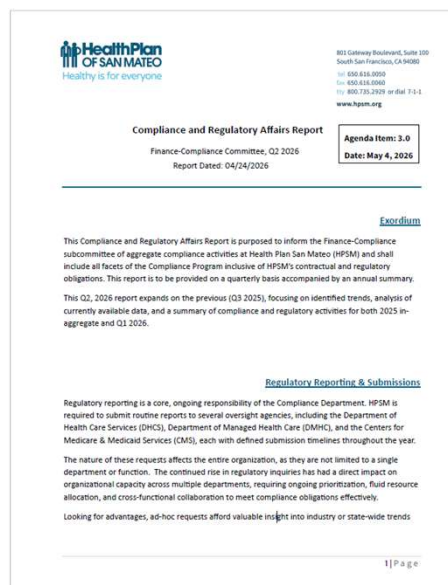 HealthPlan
OF SAN MATEO
Healthy is for everyone
801 Gateway Boulevard, Suite 100
South San Francisco, CA 94080
tel 650.616.0050
fax 650.616.0060
tty 800.735.2929 or dial 7-1-1
www.hpsm.org
Compliance and Regulatory Affairs Report
Finance-Compliance Committee, Q2 2026
Report Dated: 04/24/2026
Agenda Item: 3.0
Date: May 4, 2026
Exordium
This Compliance and Regulatory Affairs Report is purposed to inform the Finance-Compliance
subcommittee of aggregate compliance activities at Health Plan San Mateo (HPSM) and shall
include all facets of the Compliance Program inclusive of HPSM's contractual and regulatory
obligations. This report is to be provided on a quarterly basis accompanied by an annual summary.
This Q2, 2026 report expands on the previous (Q3 2025), focusing on identified trends, analysis of
currently available data, and a summary of compliance and regulatory activities for both 2025 in-
aggregate and Q1 2026.
Regulatory Reporting & Submissions
Regulatory reporting is a core, ongoing responsibility of the Compliance Department. HPSM is
required to submit routine reports to several oversight agencies, including the Department of
Health Care Services (DHCS), Department of Managed Health Care (DMHC), and the Centers for
Medicare & Medicaid Services (CMS), each with defined submission timelines throughout the year.
The nature of these requests affects the entire organization, as they are not limited to a single
department or function. The continued rise in regulatory inquiries has had a direct impact on
organizational capacity across multiple departments, requiring ongoing prioritization, fluid resource
allocation, and cross-functional collaboration to meet compliance obligations effectively.
Looking for advantages, ad-hoc requests afford valuable insight into industry or state-wide trends
1 | Page